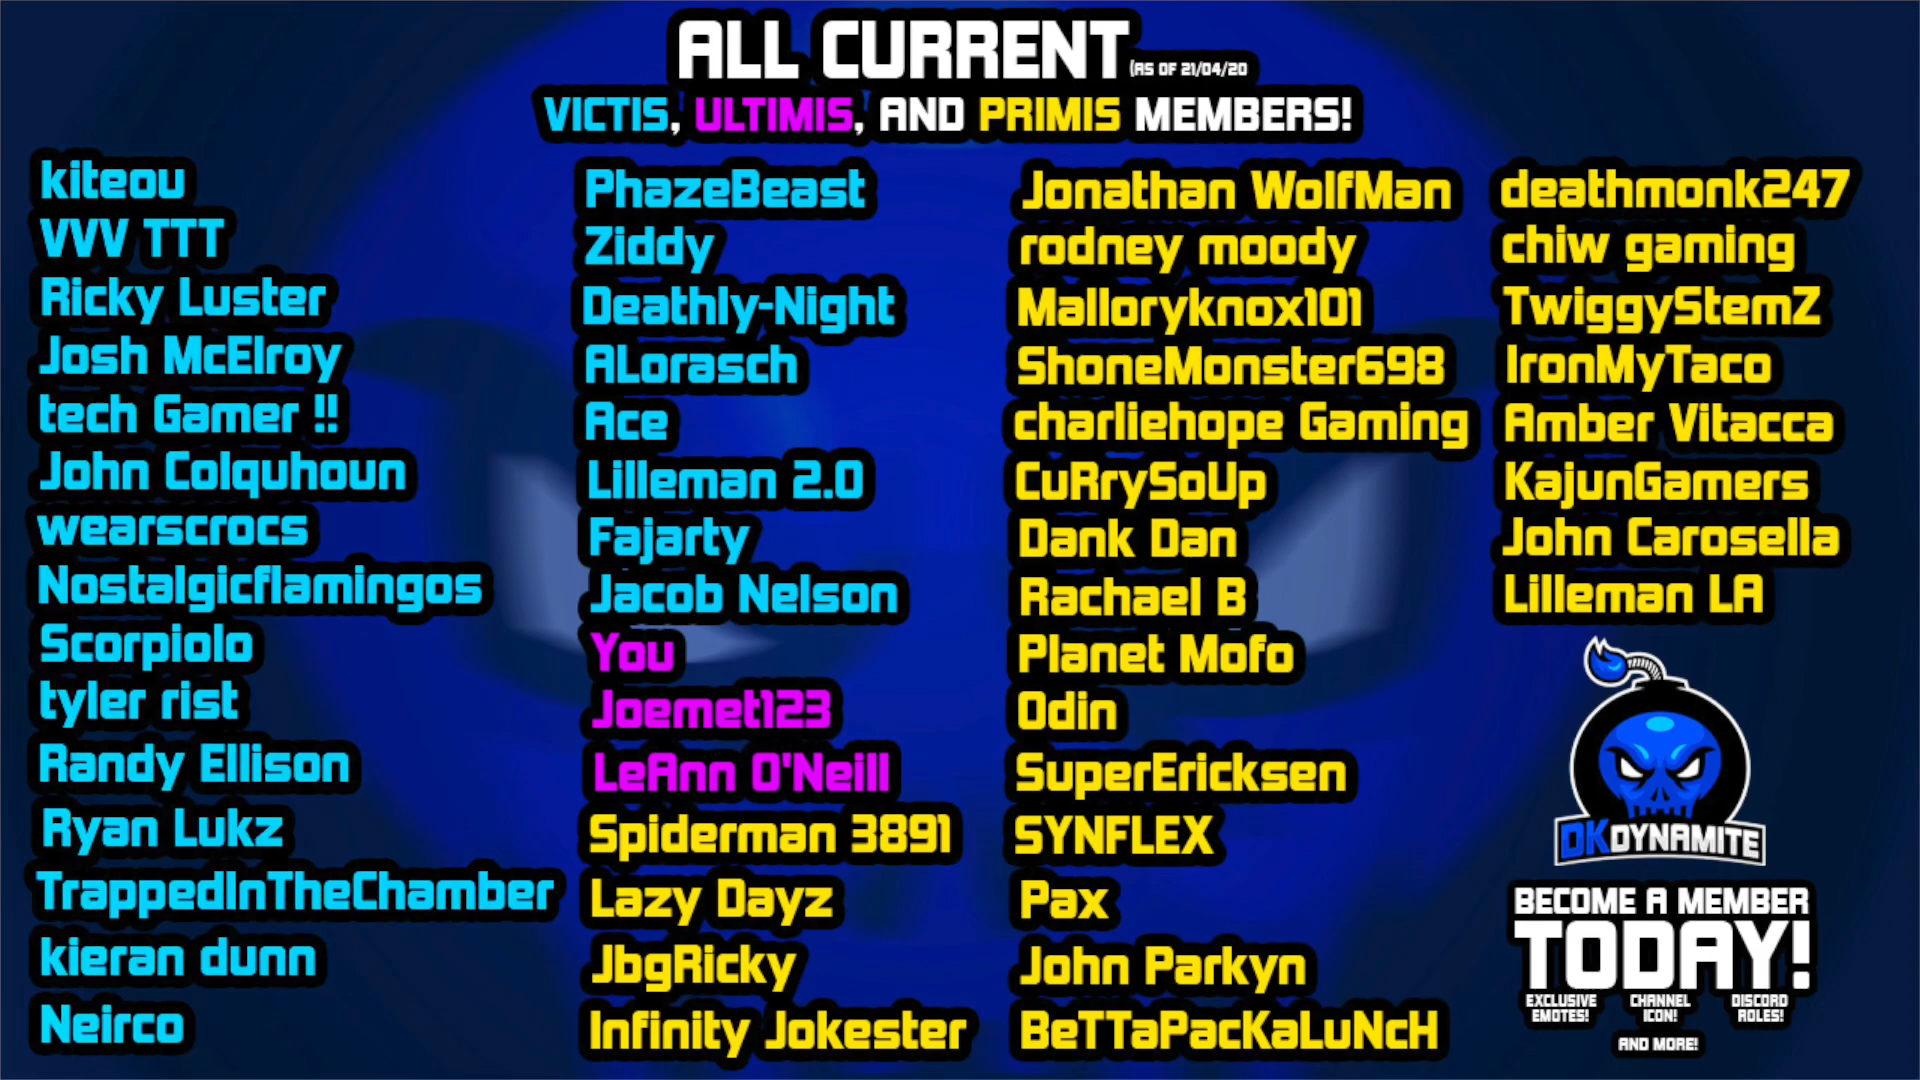 ALL CURRENT (AS OF 21/04/20
VICTIS, ULTIMIS, AND PRIMIS MEMBERS!
kiteou
VVV TTT
Ricky Luster
Josh McElroy
tech Gamer !!
John Colquhoun
wearscrocs
Nostalgicflamingos
Scorpiolo
tyler rist
Randy Ellison
Ryan Lukz
TrappedInTheChamber
kieran dunn
Neirco
PhazeBeast
Ziddy
Deathly-Night
ALorasch
Ace
Lilleman 2.0
Fajarty
Jacob Nelson
You
Joemet123
LeAnn O'Neill
Spiderman 3891
Lazy Dayz
JbgRicky
Infinity Jokester
Jonathan WolfMan
rodney moody
Malloryknox101
ShoneMonster698
charliehope Gaming
CuRrySoUp
Dank Dan
Rachael B
Planet Mofo
Odin
SuperEricksen
SYNFLEX
Pax
John Parkyn
BeTTaPacKaLuNcH
deathmonk247
chiw gaming
TwiggyStemZ
IronMyTaco
Amber Vitacca
KajunGamers
John Carosella
Lilleman LA
DKDYNAMITE
BECOME A MEMBER
TODAY!
EXCLUSIVE EMOTES!
CHANNEL ICON!
DISCORD ROLES!
AND MORE!